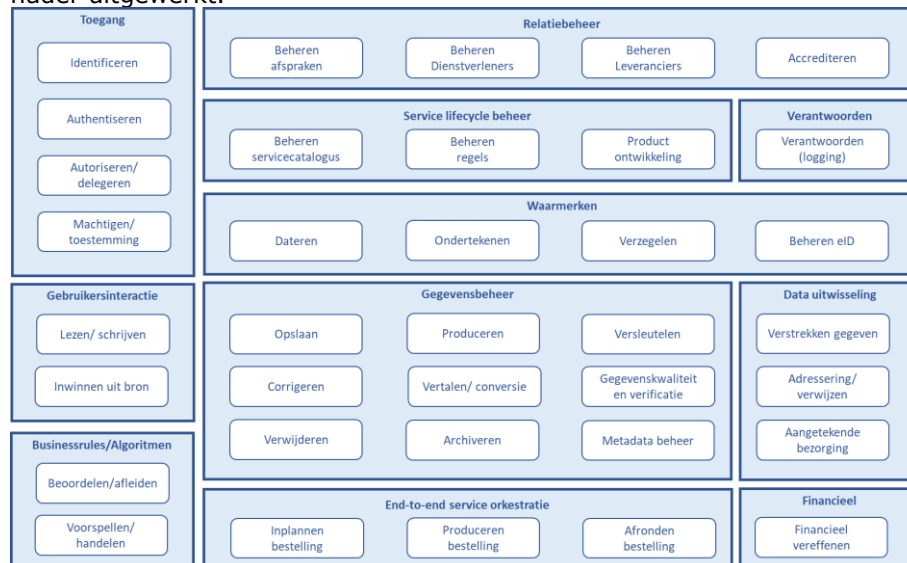 nader uitgewerkt.
Toegang
Identificeren
Authentiseren
Autoriseren/
delegeren
Machtigen/
toestemming
Relatiebeheer
Beheren
afspraken
Beheren
Dienstverleners
Beheren
Leveranciers
Accrediteren
Service lifecycle beheer
Beheren
servicecatalogus
Beheren
regels
Product
ontwikkeling
Verantwoorden
Verantwoorden
(logging)
Waarmerken
Dateren
Ondertekenen
Verzegelen
Beheren eID
Gebruikersinteractie
Lezen/ schrijven
Inwinnen uit bron
Gegevensbeheer
Opslaan
Produceren
Versleutelen
Corrigeren
Vertalen/ conversie
Gegevenskwaliteit
en verificatie
Verwijderen
Archiveren
Metadata beheer
Data uitwisseling
Verstrekken gegeven
Adressering/
verwijzen
Aangetekende
bezorging
Businessrules/Algoritmen
Beoordelen/afleiden
Voorspellen/
handelen
End-to-end service orkestratie
Inplannen
bestelling
Produceren
bestelling
Afronden
bestelling
Financieel
Financieel
vereffenen